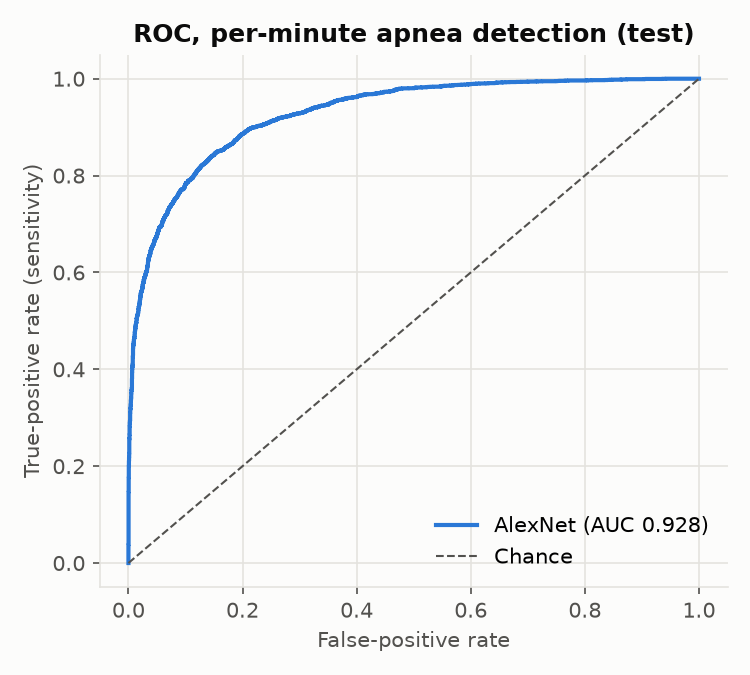 ROC, per-minute apnea detection (test)
True-positive rate (sensitivity)
1.0
0.8
0.6
0.4
0.2
0.0
AlexNet (AUC 0.928)
Chance
0.0 0.2 0.4 0.6 0.8 1.0
False-positive rate